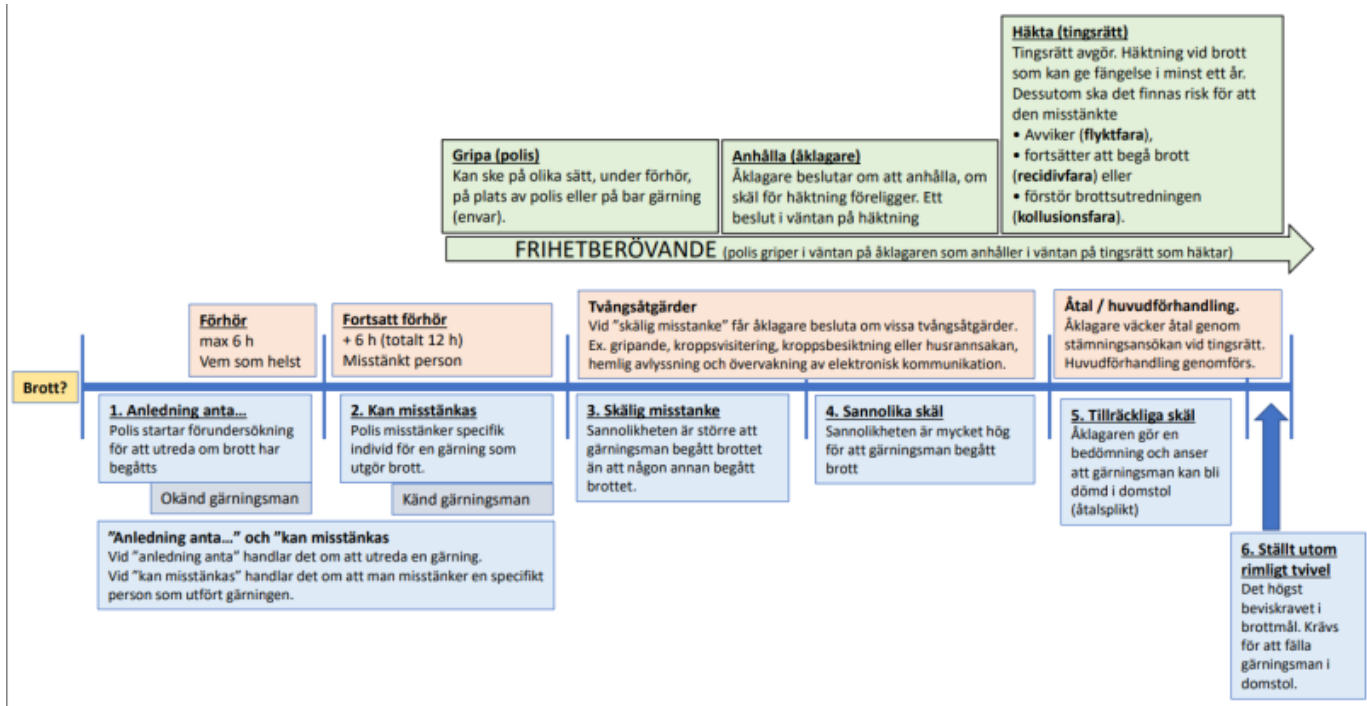 Häkta (tingsrätt)
Tingsrätt avgör. Häktning vid brott
som kan ge fängelse i minst ett år.
Dessutom ska det finnas risk för att
den misstänkte
• Avviker (flyktfara),
• fortsätter att begå brott
(recidivfara) eller
• förstör brottsutredningen
(kollusionsfara).
Gripa (polis)
Kan ske på olika sätt, under förhör,
på plats av polis eller på bar gärning
(envar).
Anhålla (åklagare)
Åklagare beslutar om att anhålla, om
skäl för häktning föreligger. Ett
beslut i väntan på häktning
FRIHETBERÖVANDE (polis griper i väntan på åklagaren som anhåller i väntan på tingsrätt som häktar)
Förhör
max 6 h
Vem som helst
Fortsatt förhör
+ 6 h (totalt 12 h)
Misstänkt person
Tvångsåtgärder
Vid ”skälig misstanke” får åklagare besluta om vissa tvångsåtgärder.
Ex. gripande, kroppsvisitering, kroppsbesiktning eller husrannsakan,
hemlig avlyssning och övervakning av elektronisk kommunikation.
Åtal / huvudförhandling.
Åklagare väcker åtal genom
stämningsansökan vid tingsrätt.
Huvudförhandling genomförs.
Brott?
1. Anledning anta…
Polis startar förundersökning
för att utreda om brott har
begåtts
Okänd gärningsman
2. Kan misstänkas
Polis misstänker specifik
individ för en gärning som
utgör brott.
Känd gärningsman
3. Skälig misstanke
Sannolikheten är större att
gärningsman begått brottet
än att någon annan begått
brottet.
4. Sannolika skäl
Sannolikheten är mycket hög
för att gärningsman begått
brott
5. Tillräckliga skäl
Åklagaren gör en
bedömning och anser
att gärningsman kan bli
dömd i domstol
(åtalsplikt)
”Anledning anta…” och ”kan misstänkas
Vid ”anledning anta” handlar det om att utreda en gärning.
Vid ”kan misstänkas” handlar det om att man misstänker en specifikt
person som utfört gärningen.
6. Ställt utom
rimligt tvivel
Det högst
beviskravet i
brottmål. Krävs
för att fälla
gärningsman i
domstol.